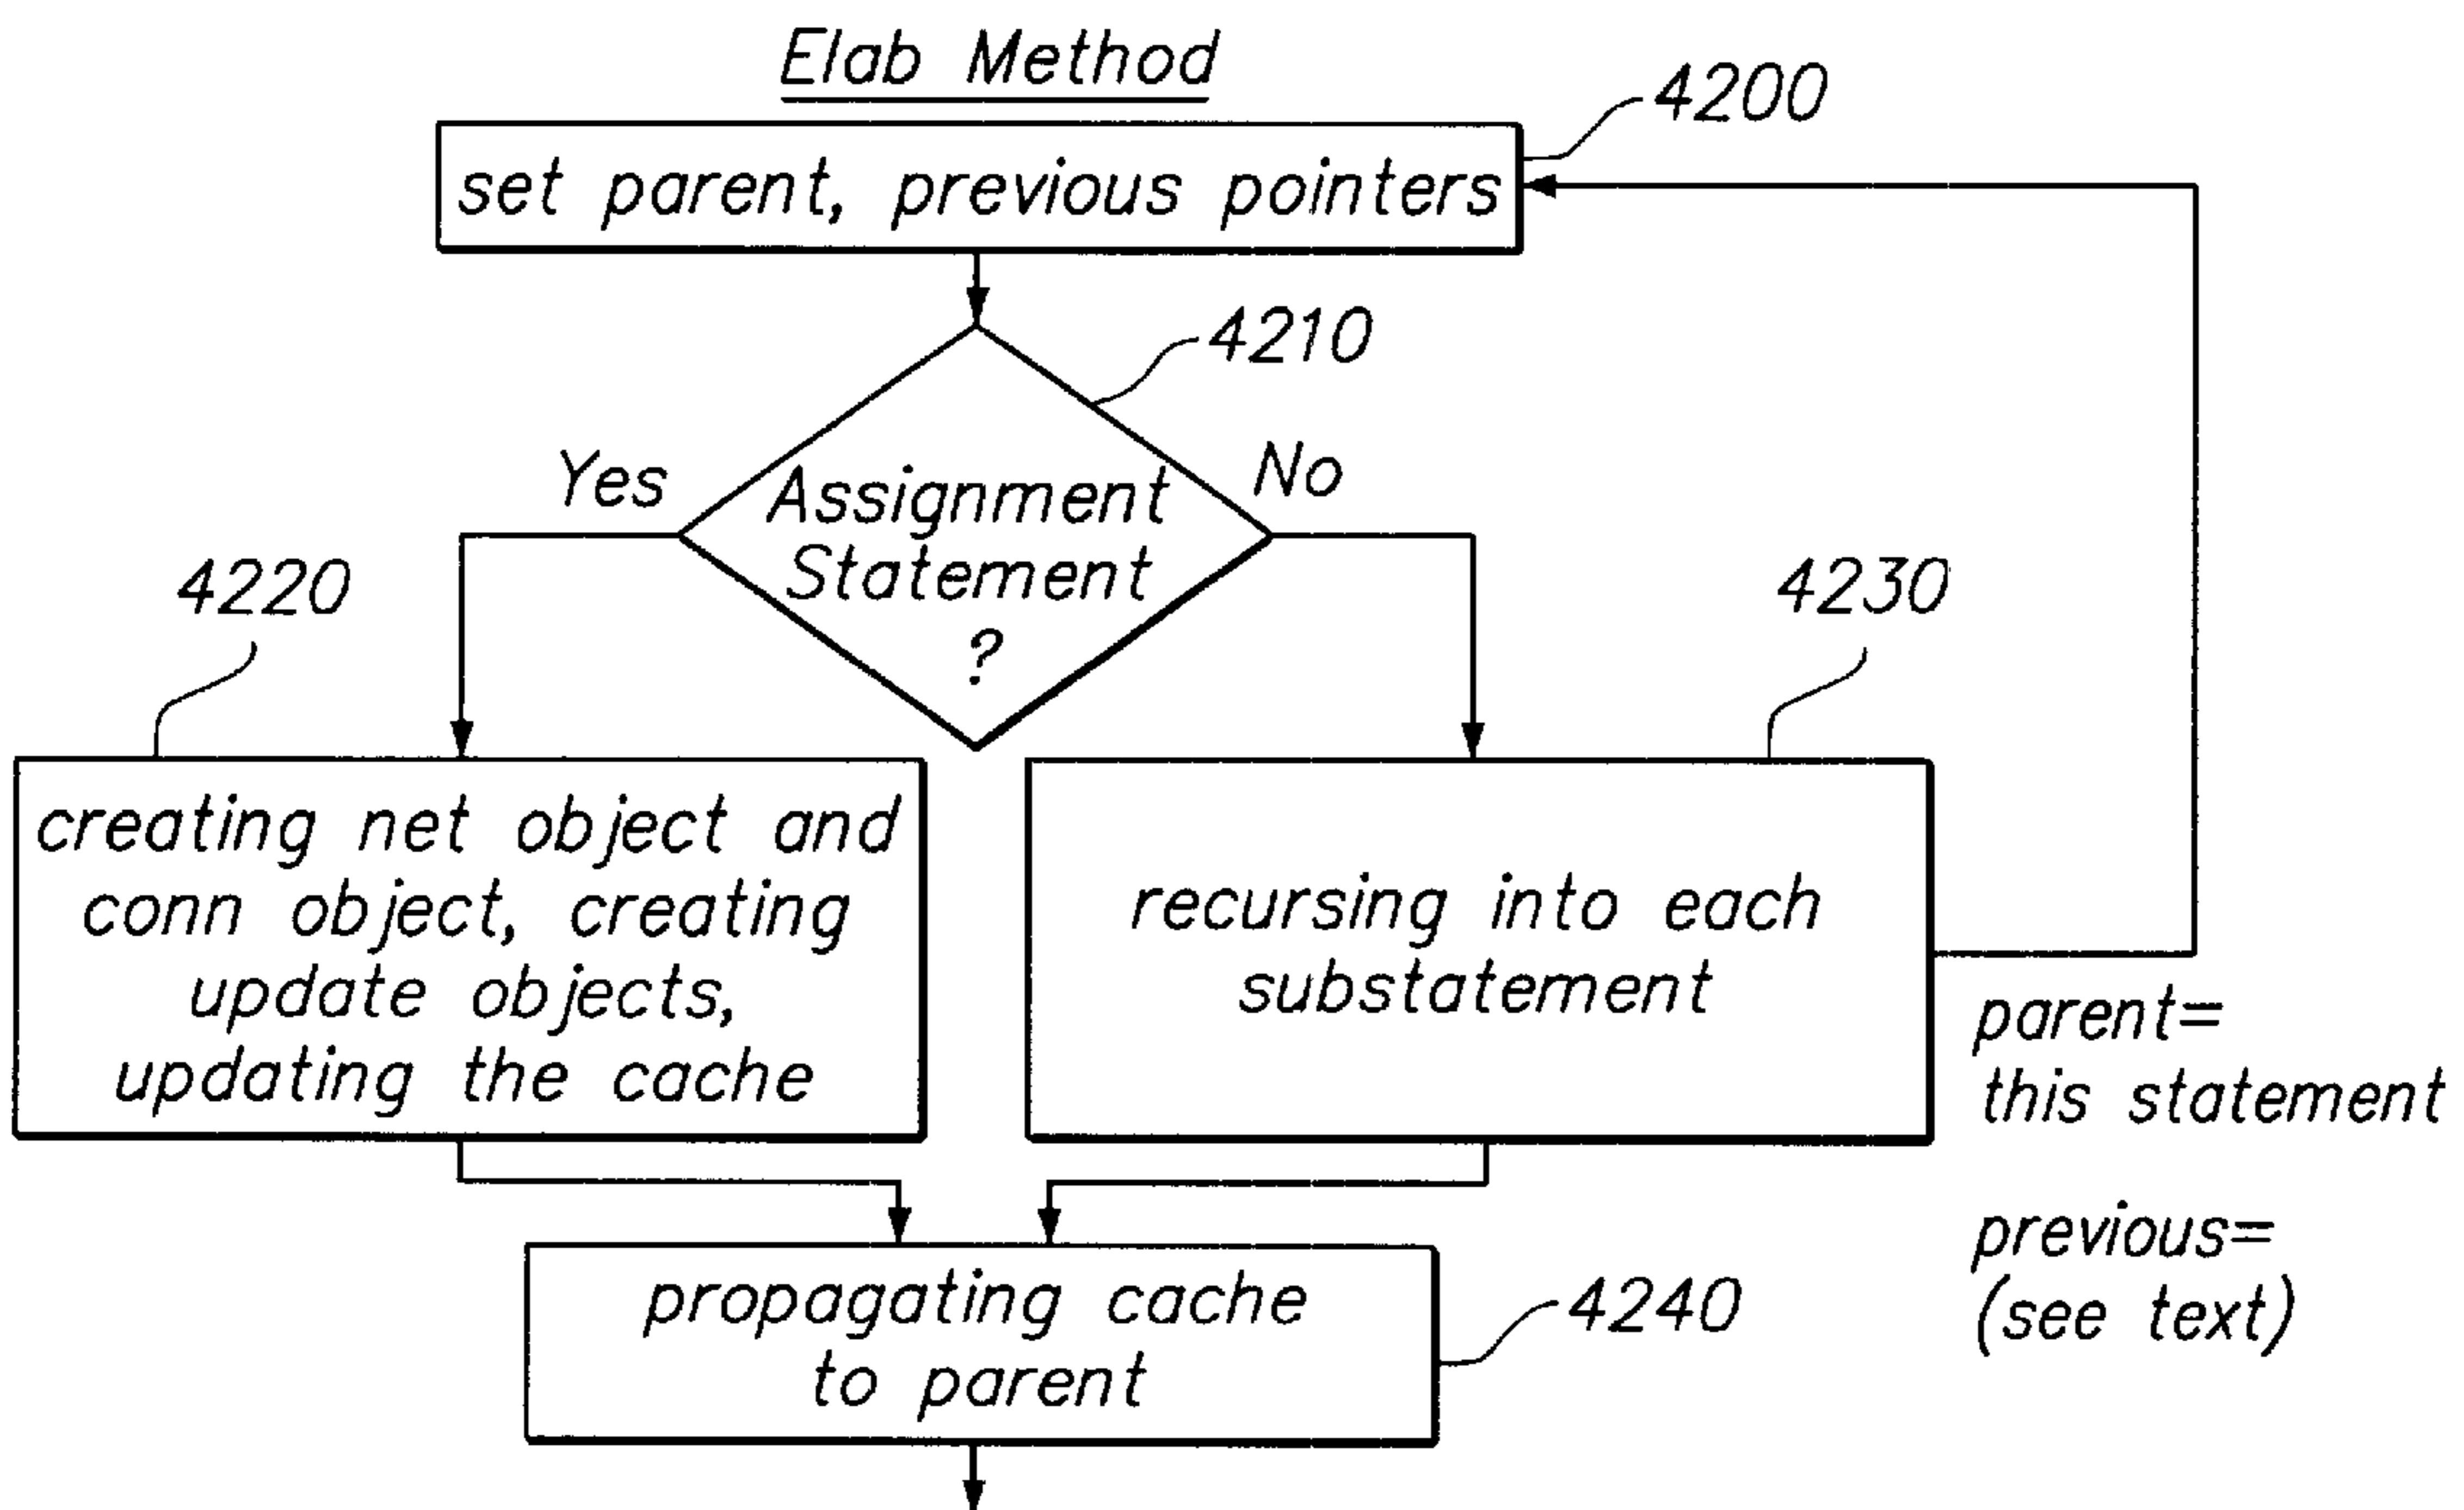 Elab Method
4200
set parent, previous pointers
4210
Yes
No
Assignment
Statement
?
4220
4230
creating net object and
conn object, creating
update objects,
updating the cache
recursing into each
substatement
parent=
this statement
previous=
(see text)
propagating cache
to parent
4240